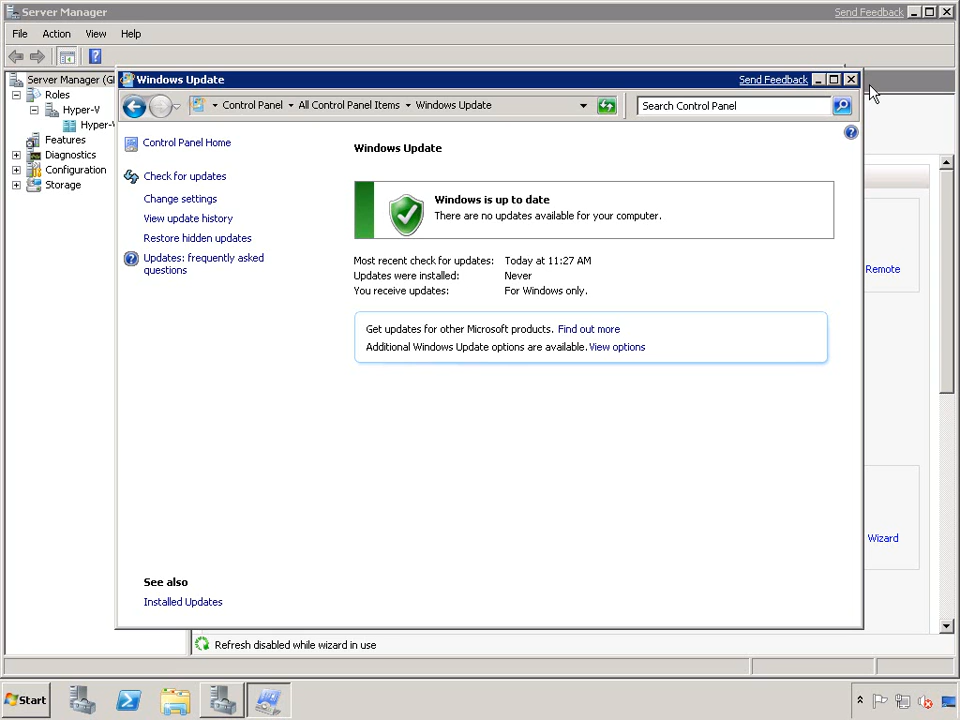 Server Manager
Send Feedback
File Action View Help
Windows Update
Send Feedback
Server Manager (G
Roles
Hyper-V
Hyper-
Features
Diagnostics
Configuration
Storage
Control Panel Home
Check for updates
Change settings
View update history
Restore hidden updates
Updates: frequently asked
questions
See also
Installed Updates
Control Panel All Control Panel Items Windows Update
Search Control Panel
Windows Update
Windows is up to date
There are no updates available for your computer.
Most recent check for updates: Today at 11:27 AM
Updates were installed: Never
You receive updates: For Windows only.
Get updates for other Microsoft products. Find out more
Additional Windows Update options are available. View options
Remote
Wizard
Refresh disabled while wizard in use
Start